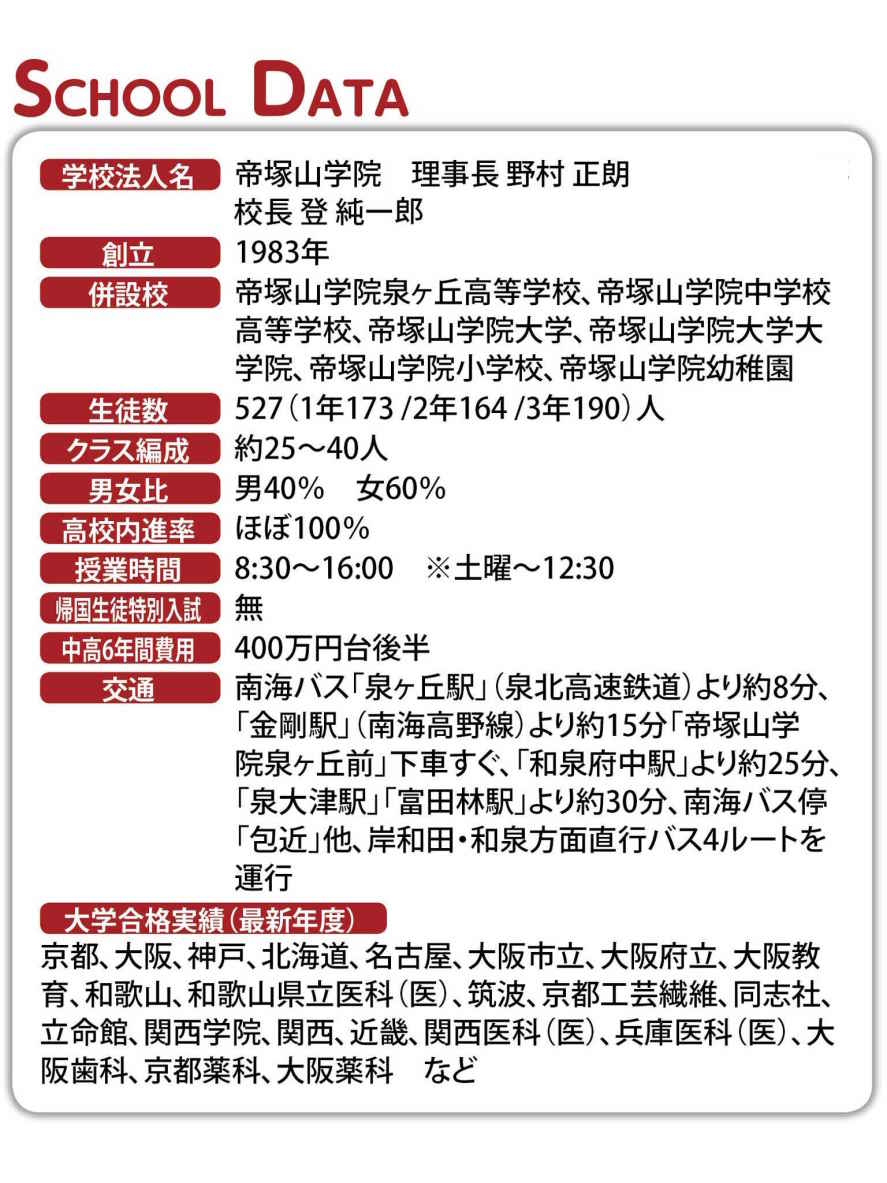 SCHOOL DATA
学校法人名 帝塚山学院　理事長 野村 正朗
校長 登 純一郎
創立 1983年
併設校 帝塚山学院泉ヶ丘高等学校、帝塚山学院中学校
高等学校、帝塚山学院大学、帝塚山学院大学大
学院、帝塚山学院小学校、帝塚山学院幼稚園
生徒数 527（1年173 /2年164 /3年190）人
クラス編成 約25〜40人
男女比 男40%　女60%
高校内進率 ほぼ100%
授業時間 8:30〜16:00　※土曜〜12:30
帰国生徒特別入試 無
中高6年間費用 400万円台後半
交通 南海バス「泉ヶ丘駅」（泉北高速鉄道）より約8分、
「金剛駅」（南海高野線）より約15分「帝塚山学
院泉ヶ丘前」下車すぐ、「和泉府中駅」より約25分、
「泉大津駅」「富田林駅」より約30分、南海バス停
「包近」他、岸和田・和泉方面直行バス4ルートを
運行
大学合格実績（最新年度）
京都、大阪、神戸、北海道、名古屋、大阪市立、大阪府立、大阪教
育、和歌山、和歌山県立医科（医）、筑波、京都工芸繊維、同志社、
立命館、関西学院、関西、近畿、関西医科（医）、兵庫医科（医）、大
阪歯科、京都薬科、大阪薬科　など